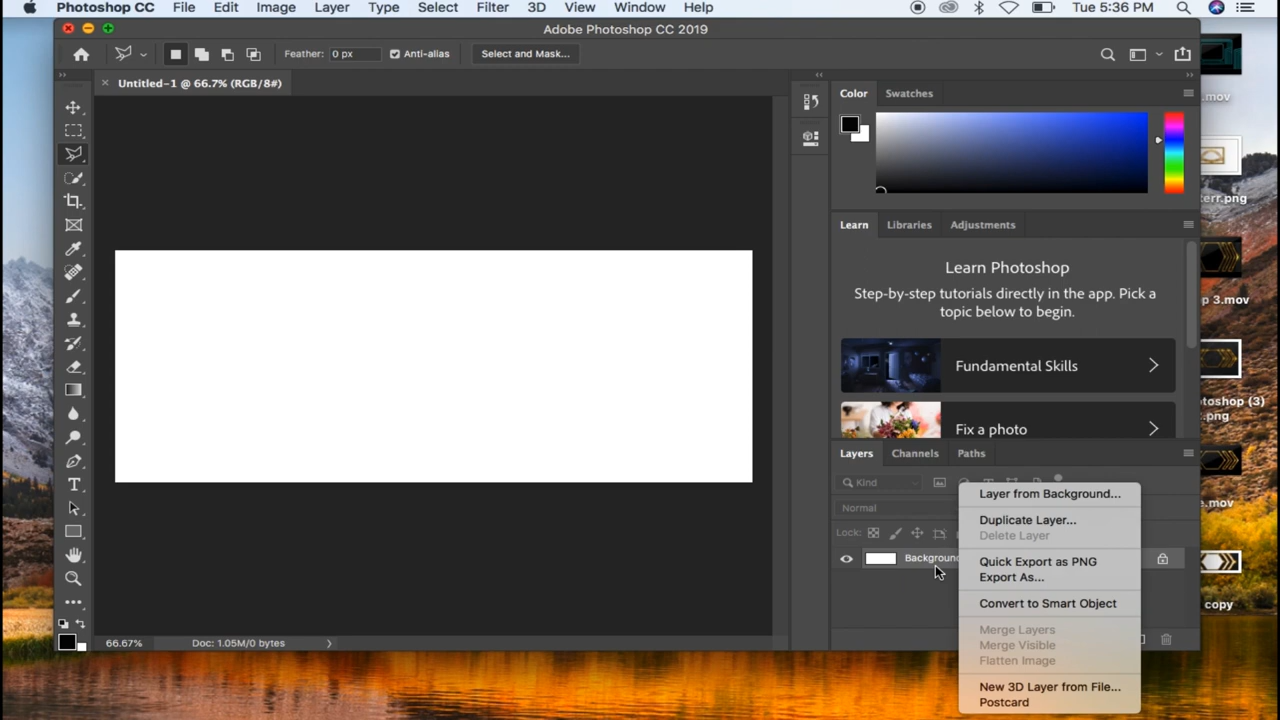 Photoshop CC File Edit Image Layer Type Select Filter 3D View Window Help Tue 5:36 PM
Adobe Photoshop CC 2019
Feather: 0 px Anti-alias Select and Mask...
Untitled-1 @ 66.7% (RGB/8#)
Color Swatches
.mov
Learn Libraries Adjustments
Learn Photoshop
Step-by-step tutorials directly in the app. Pick a
topic below to begin.
p 3.mov
Fundamental Skills
Fix a photo
toshop (3)
.png
Layers Channels Paths
Kind
Normal
Lock:
Background
e.mov
copy
Layer from Background...
Duplicate Layer...
Delete Layer
Quick Export as PNG
Export As...
Convert to Smart Object
Merge Layers
Merge Visible
Flatten Image
New 3D Layer from File...
Postcard
66.67% Doc: 1.05M/0 bytes